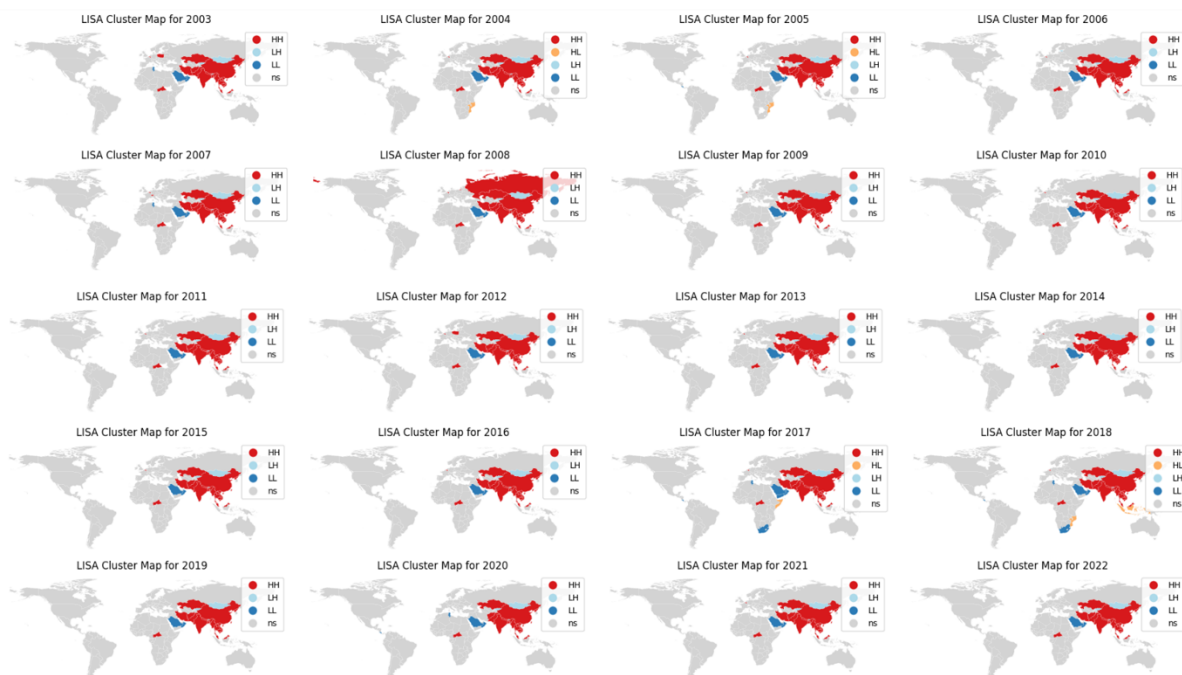 LISA Cluster Map for 2003
HH
LH
LL
ns
LISA Cluster Map for 2004
HH
HL
LH
LL
ns
LISA Cluster Map for 2005
HH
HL
LH
LL
ns
LISA Cluster Map for 2006
HH
LH
LL
ns
LISA Cluster Map for 2007
HH
LH
LL
ns
LISA Cluster Map for 2008
HH
LH
LL
ns
LISA Cluster Map for 2009
HH
LH
LL
ns
LISA Cluster Map for 2010
HH
LH
LL
ns
LISA Cluster Map for 2011
HH
LH
LL
ns
LISA Cluster Map for 2012
HH
LH
LL
ns
LISA Cluster Map for 2013
HH
LH
LL
ns
LISA Cluster Map for 2014
HH
LH
LL
ns
LISA Cluster Map for 2015
HH
LH
LL
ns
LISA Cluster Map for 2016
HH
LH
LL
ns
LISA Cluster Map for 2017
HH
HL
LH
LL
ns
LISA Cluster Map for 2018
HH
HL
LH
LL
ns
LISA Cluster Map for 2019
HH
LH
LL
ns
LISA Cluster Map for 2020
HH
LH
LL
ns
LISA Cluster Map for 2021
HH
LH
LL
ns
LISA Cluster Map for 2022
HH
LH
LL
ns